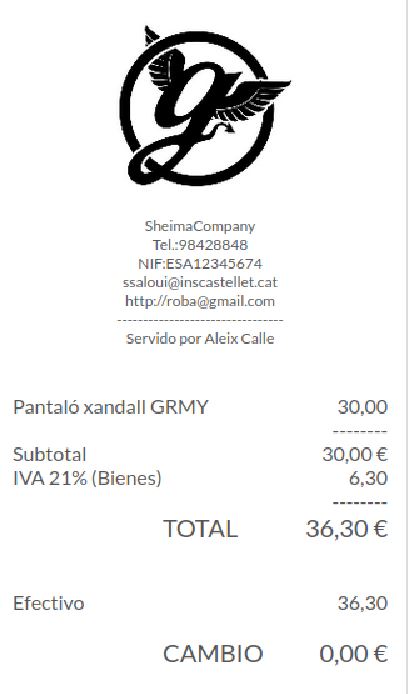 g
SheimaCompany
Tel.:98428848
NIF:ESA12345674
ssaloui@inscastellet.cat
http://roba@gmail.com
---------------------------------
Servido por Aleix Calle
Pantaló xandall GRMY 30,00
--------
Subtotal 30,00 €
IVA 21% (Bienes) 6,30
--------
TOTAL 36,30 €
Efectivo 36,30
CAMBIO 0,00 €